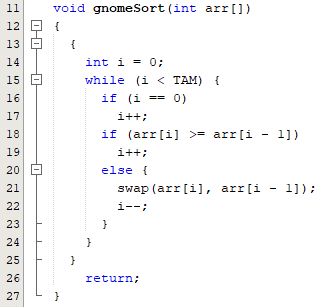 11 void gnomeSort(int arr[])
12 {
13 {
14 int i = 0;
15 while (i < TAM) {
16 if (i == 0)
17 i++;
18 if (arr[i] >= arr[i - 1])
19 i++;
20 else {
21 swap(arr[i], arr[i - 1]);
22 i--;
23 }
24 }
25 }
26 return;
27 }